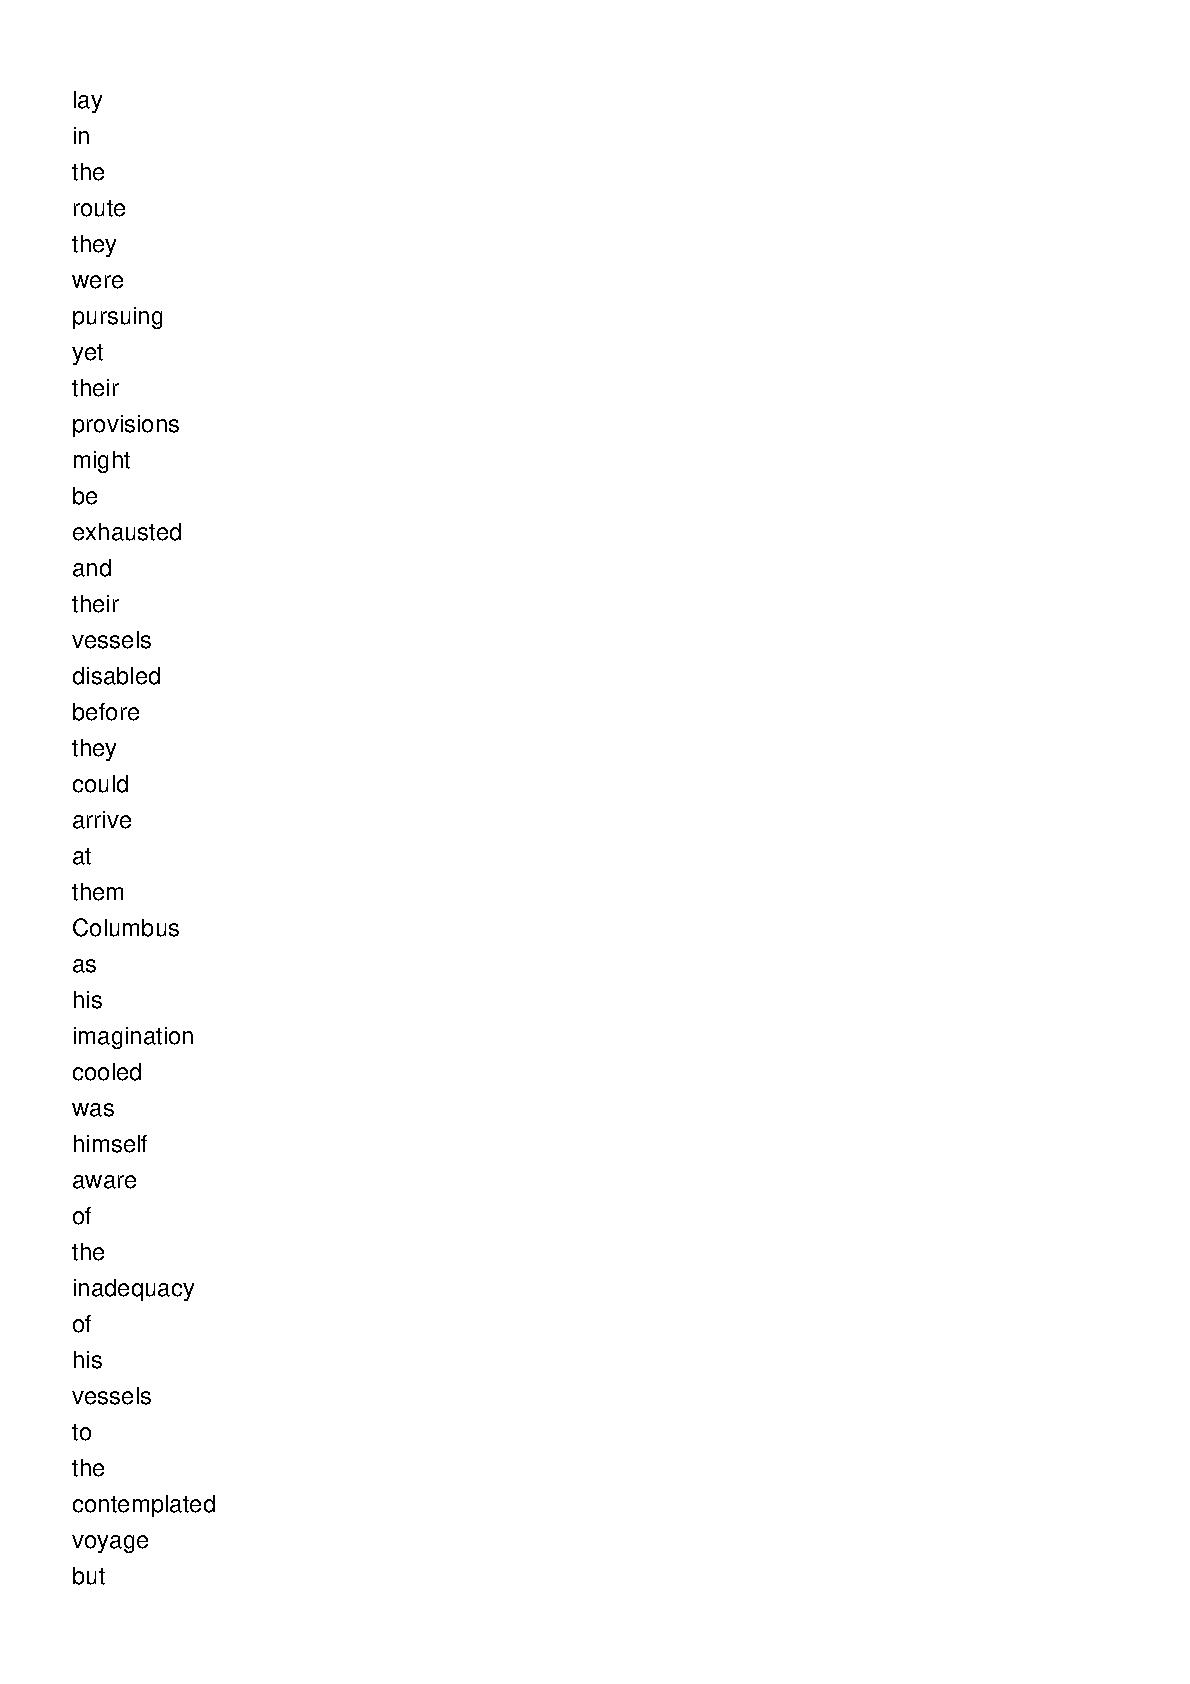 lay
in
the
route
they
were
pursuing
yet
their
provisions
might
be
exhausted
and
their
vessels
disabled
before
they
could
arrive
at
them
Columbus
as
his
imagination
cooled
was
himself
aware
of
the
inadequacy
of
his
vessels
to
the
contemplated
voyage
but